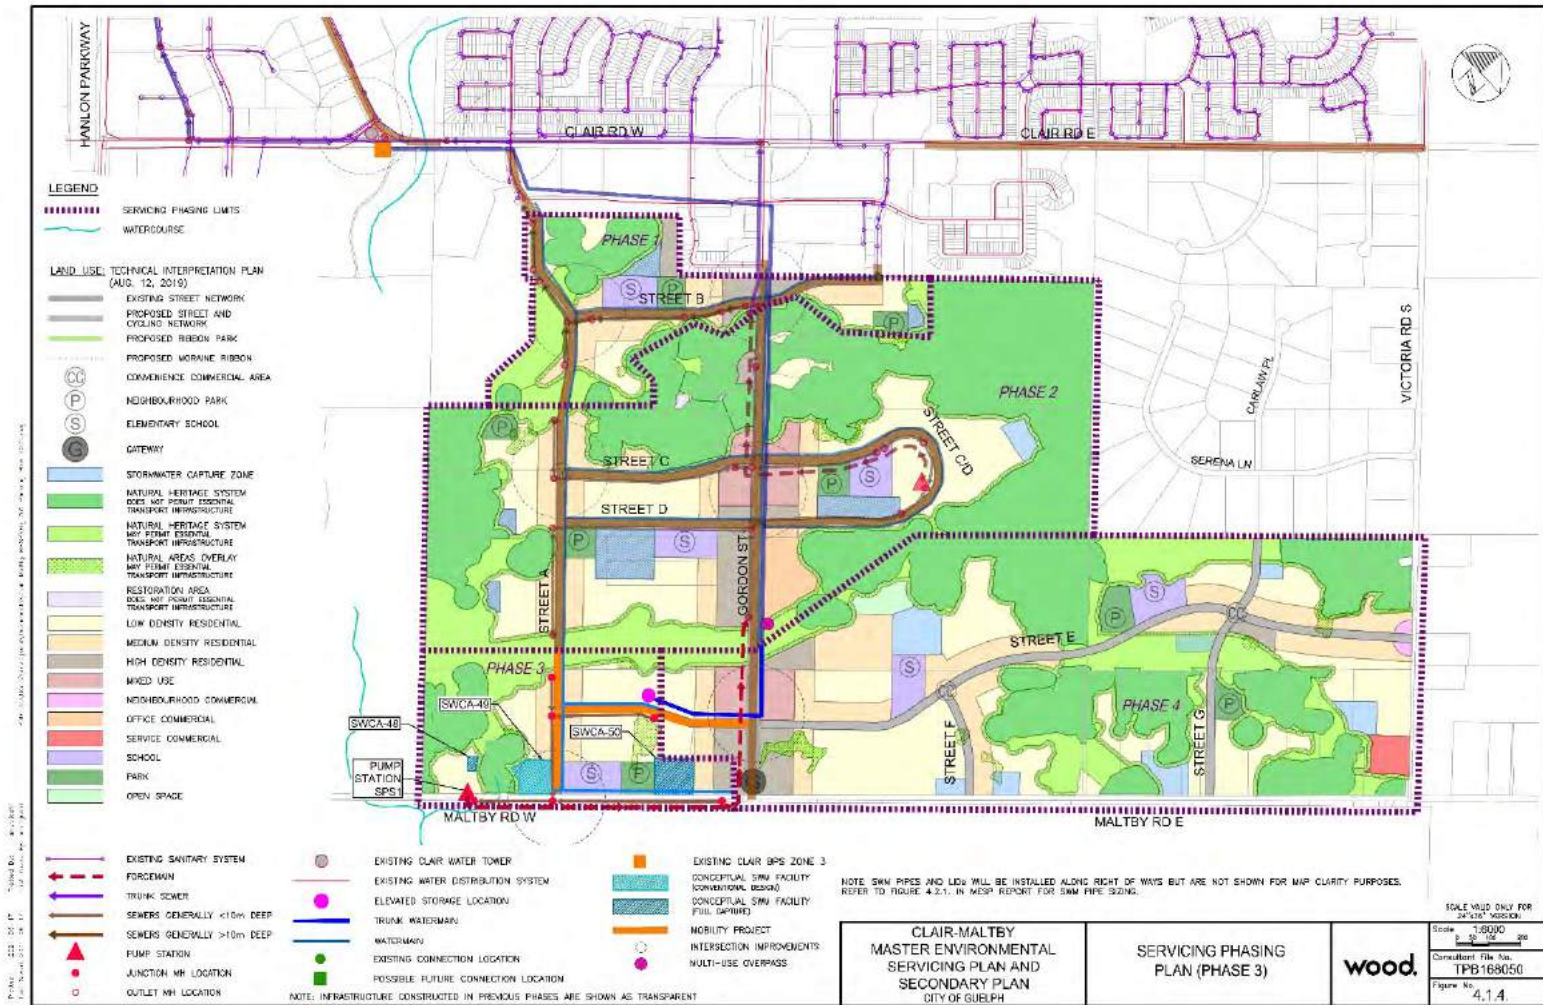 HANLON PARKWAY
CLAIR RD W
CLAIR RD E
LEGEND
SERVICING PHASING LIMITS
WATERCOURSE
LAND USE: TECHNICAL INTERPRETATION PLAN
(AUG. 12, 2019)
EXISTING STREET NETWORK
PROPOSED STREET AND
CYCLING NETWORK
PROPOSED RIBBON PARK
PROPOSED MORAINE RIBBON
CC CONVENIENCE COMMERCIAL AREA
P NEIGHBOURHOOD PARK
S ELEMENTARY SCHOOL
G GATEWAY
STORMWATER CAPTURE ZONE
NATURAL HERITAGE SYSTEM
DOES NOT PERMIT ESSENTIAL
TRANSPORT INFRASTRUCTURE
NATURAL HERITAGE SYSTEM
MAY PERMIT ESSENTIAL
TRANSPORT INFRASTRUCTURE
NATURAL AREAS OVERLAY
MAY PERMIT ESSENTIAL
TRANSPORT INFRASTRUCTURE
RESTORATION AREA
DOES NOT PERMIT ESSENTIAL
TRANSPORT INFRASTRUCTURE
LOW DENSITY RESIDENTIAL
MEDIUM DENSITY RESIDENTIAL
HIGH DENSITY RESIDENTIAL
MIXED USE
NEIGHBOURHOOD COMMERCIAL
OFFICE COMMERCIAL
SERVICE COMMERCIAL
SCHOOL
PARK
OPEN SPACE
PHASE 1
S
P
STREET B
P
PHASE 2
VICTORIA RD S
CARLAW PL
SERENA LN
P
STREET C
STREET C/D
P
S
STREET D
P
S
STREET A
GORDON ST
PHASE 3
STREET E
S
CC
P
S
CC
PHASE 4
P
STREET F
STREET G
SWCA-48
SWCA-49
SWCA-50
PUMP
STATION
SPS1
S
P
G
MALTBY RD W
MALTBY RD E
EXISTING SANITARY SYSTEM
FORCEMAIN
TRUNK SEWER
SEWERS GENERALLY <10m DEEP
SEWERS GENERALLY >10m DEEP
PUMP STATION
JUNCTION MH LOCATION
OUTLET MH LOCATION
EXISTING CLAIR WATER TOWER
EXISTING WATER DISTRIBUTION SYSTEM
ELEVATED STORAGE LOCATION
TRUNK WATERMAIN
WATERMAIN
EXISTING CONNECTION LOCATION
POSSIBLE FUTURE CONNECTION LOCATION
EXISTING CLAIR BPS ZONE 3
CONCEPTUAL SWM FACILITY
(CONVENTIONAL DESIGN)
CONCEPTUAL SWM FACILITY
(FULL CAPTURE)
MOBILITY PROJECT
INTERSECTION IMPROVEMENTS
MULTI-USE OVERPASS
NOTE: INFRASTRUCTURE CONSTRUCTED IN PREVIOUS PHASES ARE SHOWN AS TRANSPARENT
NOTE: SWM PIPES AND LIDs WILL BE INSTALLED ALONG RIGHT OF WAYS BUT ARE NOT SHOWN FOR MAP CLARITY PURPOSES.
REFER TO FIGURE 4.2.1. IN MESP REPORT FOR SWM PIPE SIZING.
CLAIR-MALTBY
MASTER ENVIRONMENTAL
SERVICING PLAN AND
SECONDARY PLAN
CITY OF GUELPH
SERVICING PHASING
PLAN (PHASE 3)
wood.
SCALE VALID ONLY FOR
24"x36" VERSION
Scale 1:6000
Consultant File No.
TPB168050
Figure No.
4.1.4.